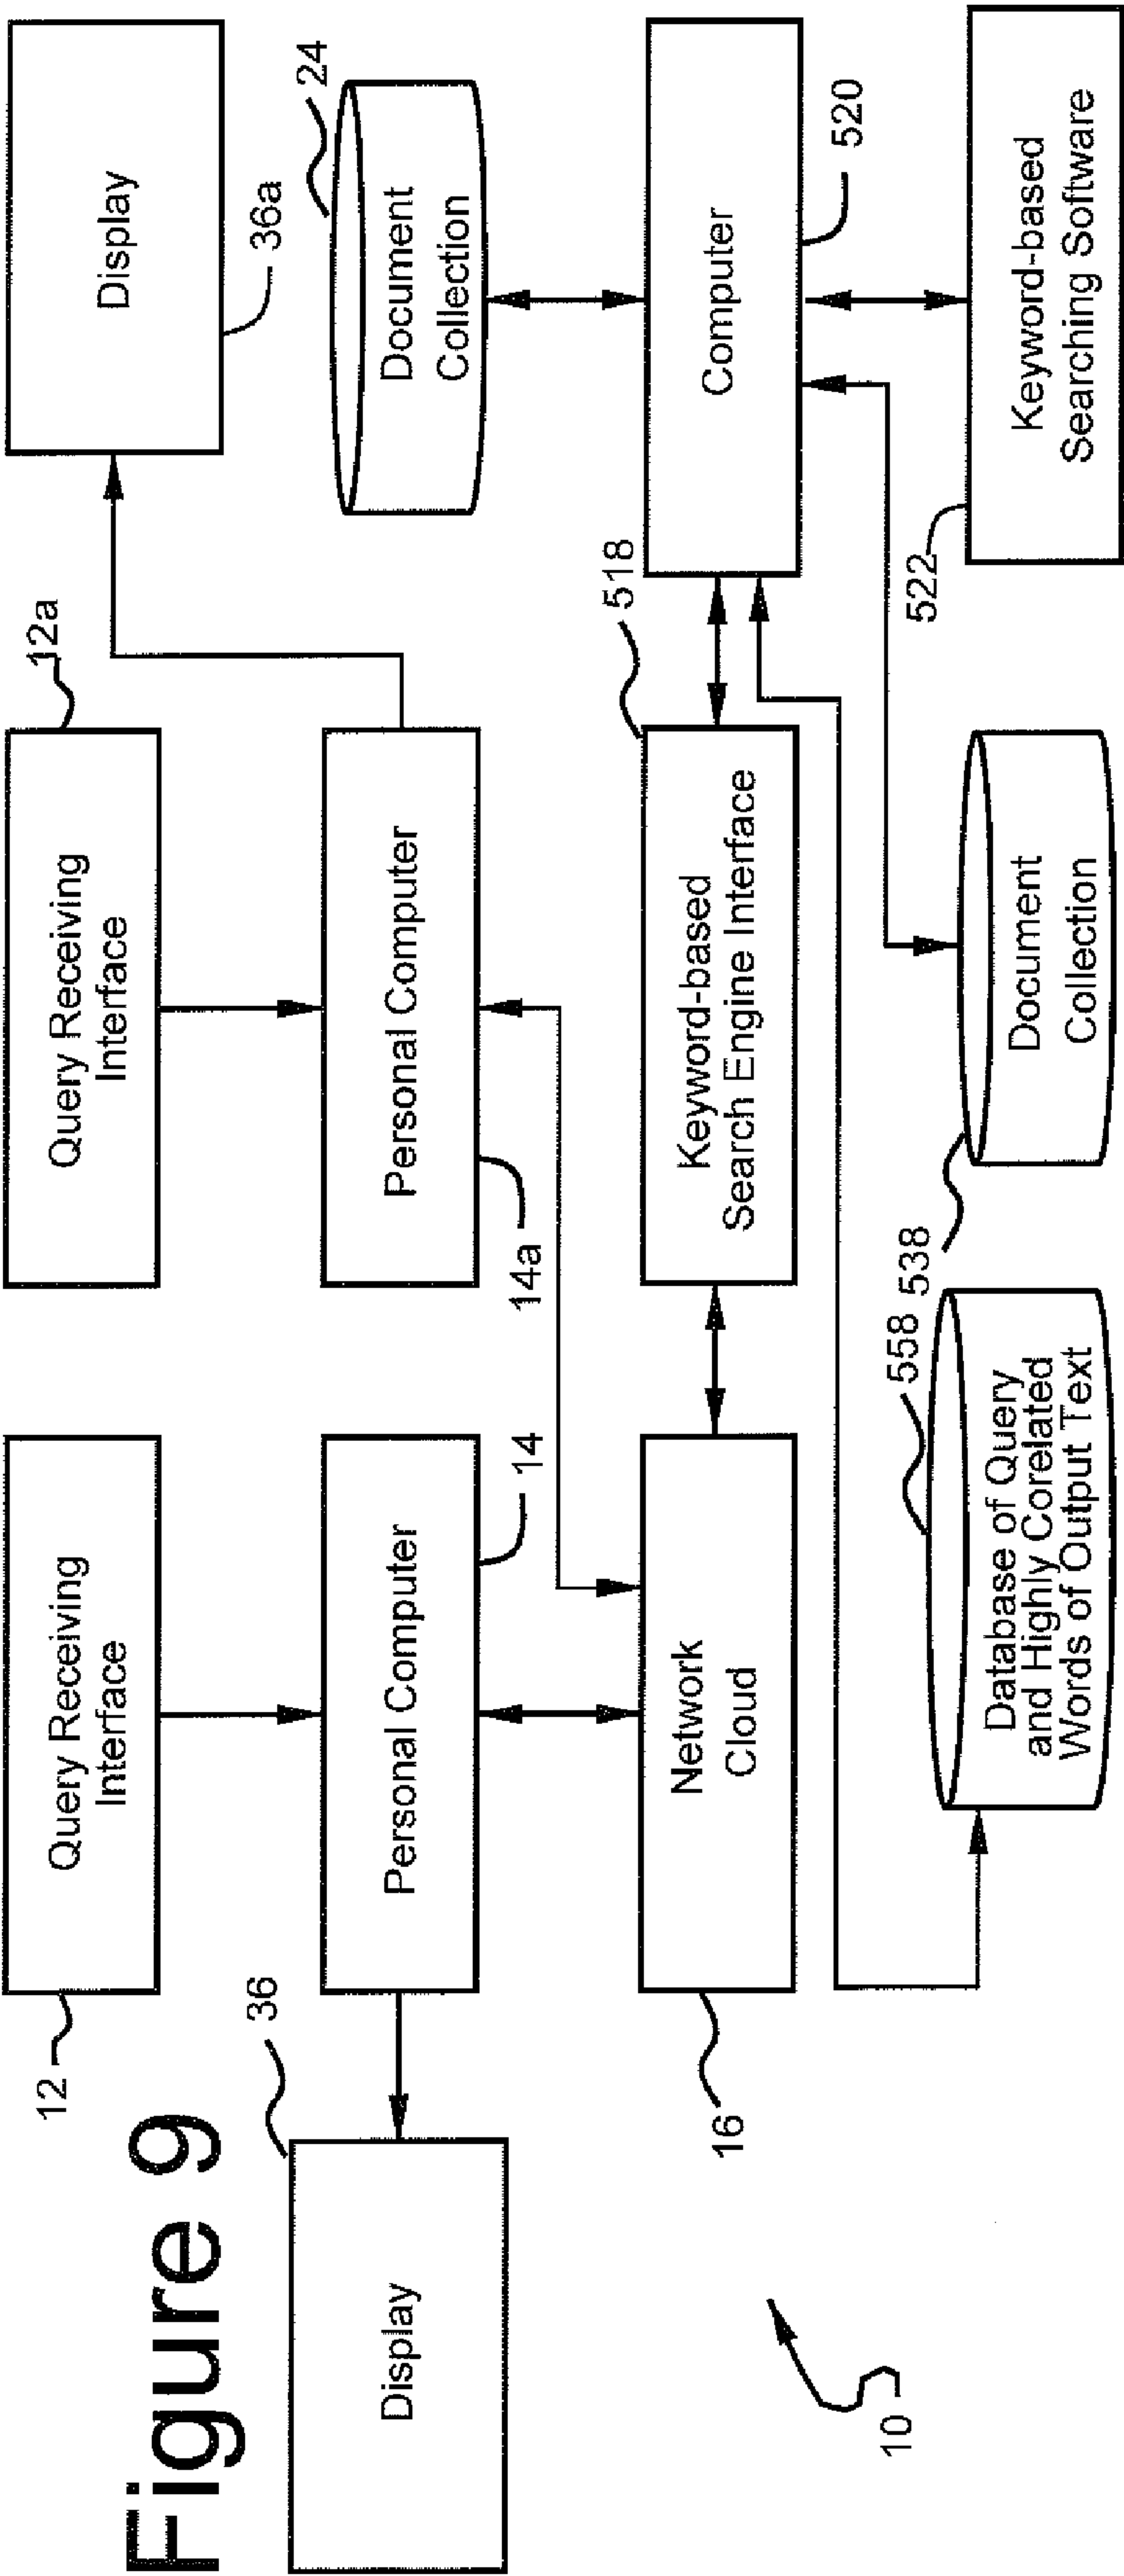 Figure 9
12
Query Receiving
Interface
Query Receiving
Interface
12a
Display
36a
36
Display
Personal Computer
14
Personal Computer
14a
Document
Collection
24
16
Network
Cloud
Keyword-based
Search Engine Interface
518
Computer
520
10
558
Database of Query
and Highly Corelated
Words of Output Text
538
Document
Collection
522
Keyword-based
Searching Software